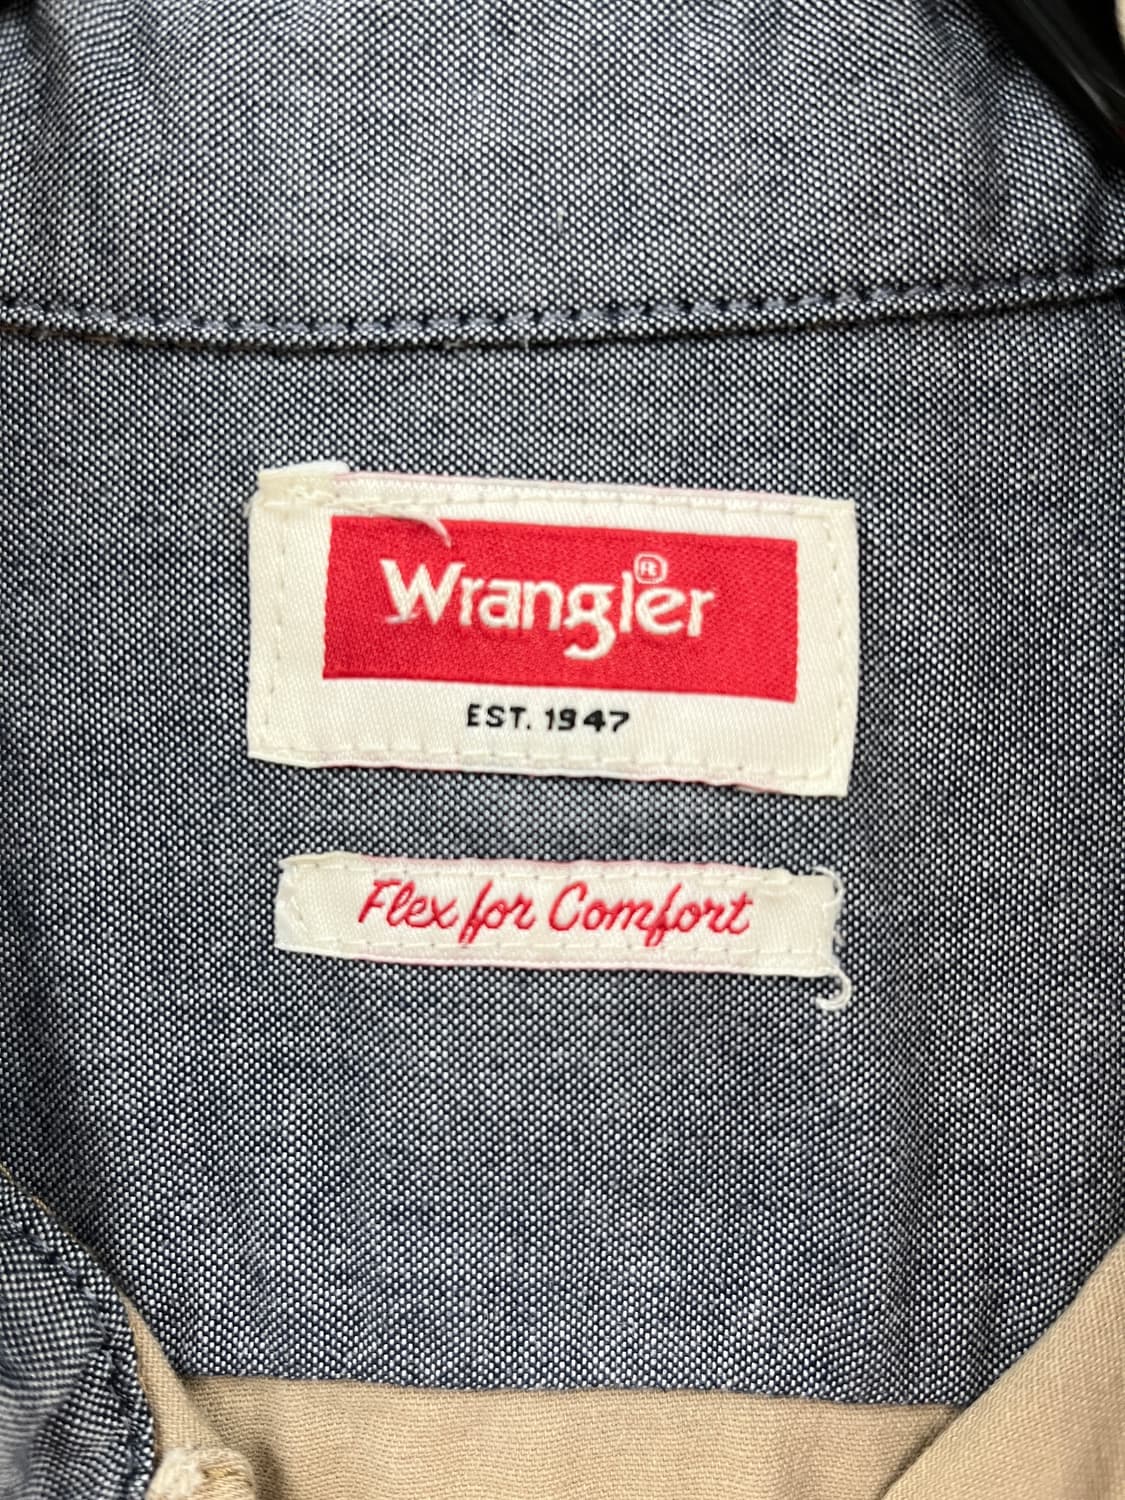 Wrangler®
EST. 1947
Flex for Comfort